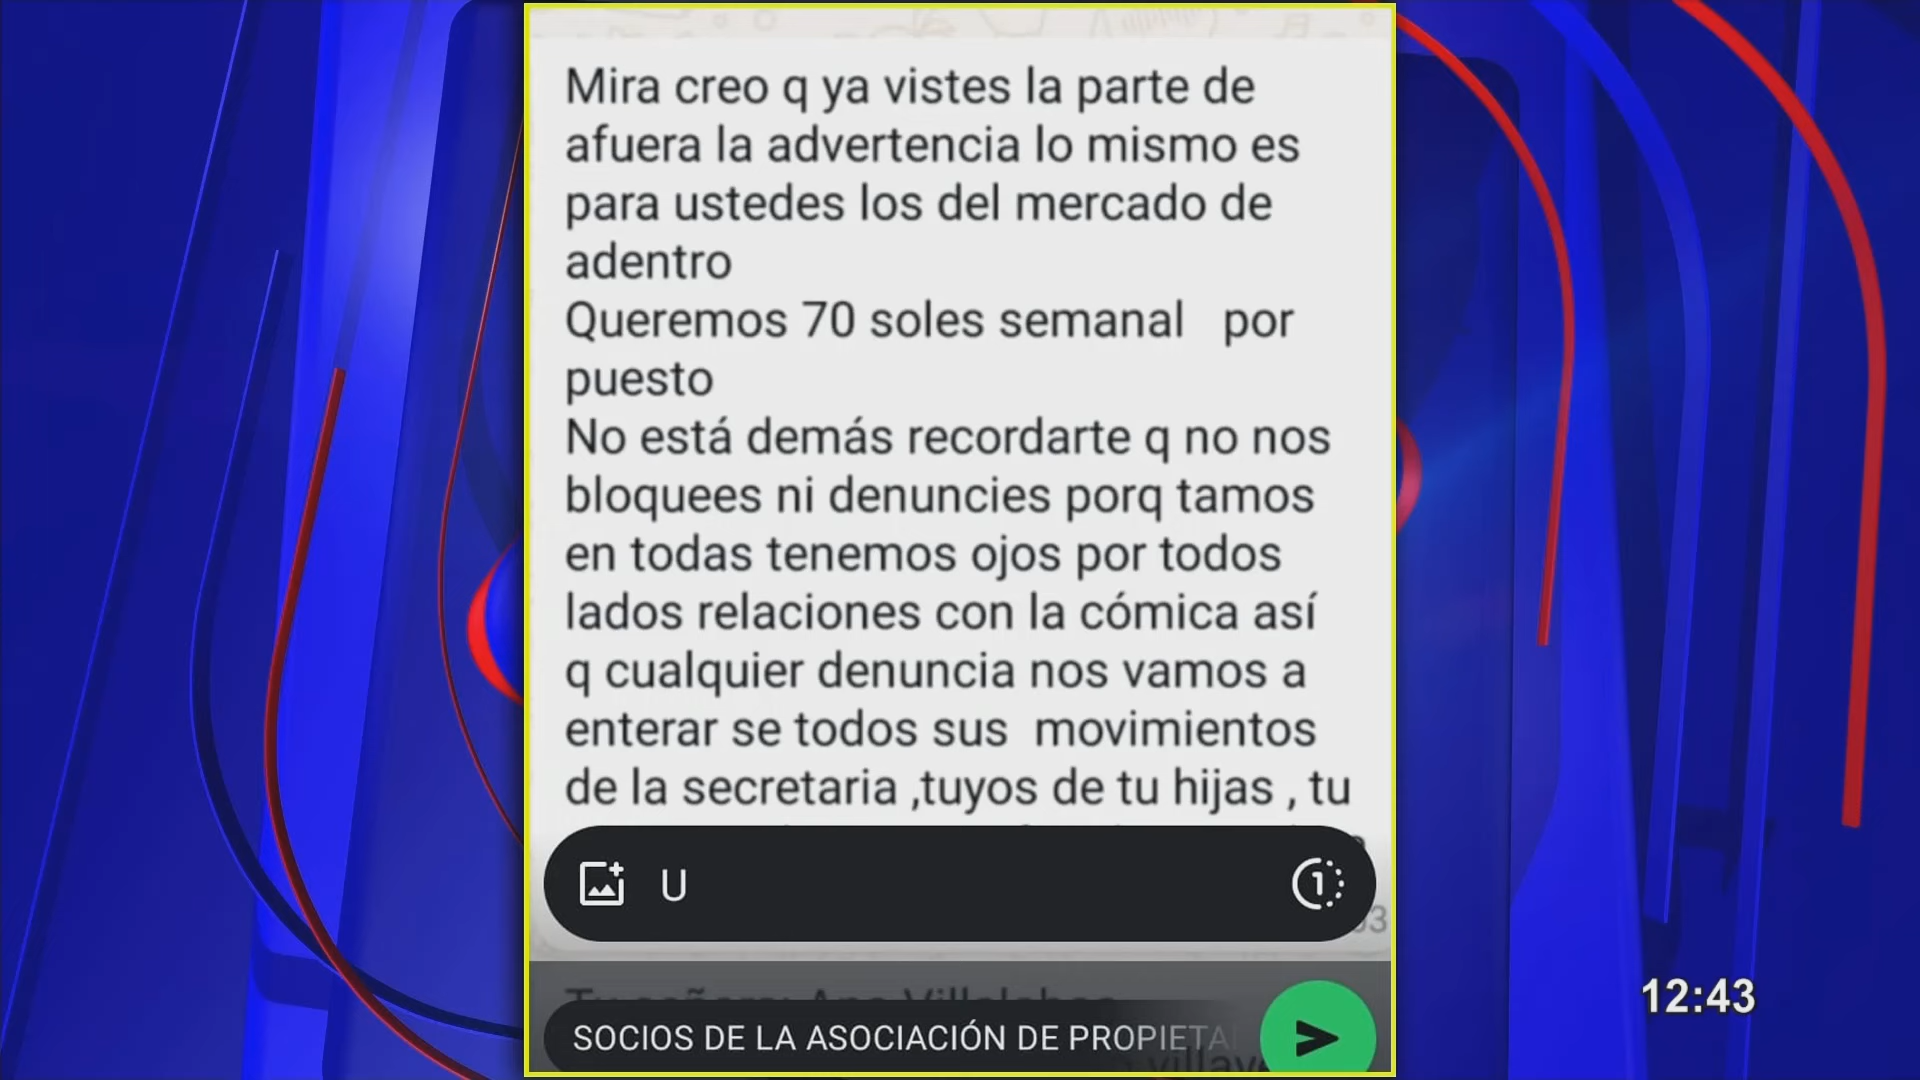 Mira creo q ya vistes la parte de
afuera la advertencia lo mismo es
para ustedes los del mercado de
adentro
Queremos 70 soles semanal por
puesto
No está demás recordarte q no nos
bloquees ni denuncies porq tamos
en todas tenemos ojos por todos
lados relaciones con la cómica así
q cualquier denuncia nos vamos a
enterar se todos sus movimientos
de la secretaria ,tuyos de tu hijas , tu
U
SOCIOS DE LA ASOCIACIÓN DE PROPIETA
12:43